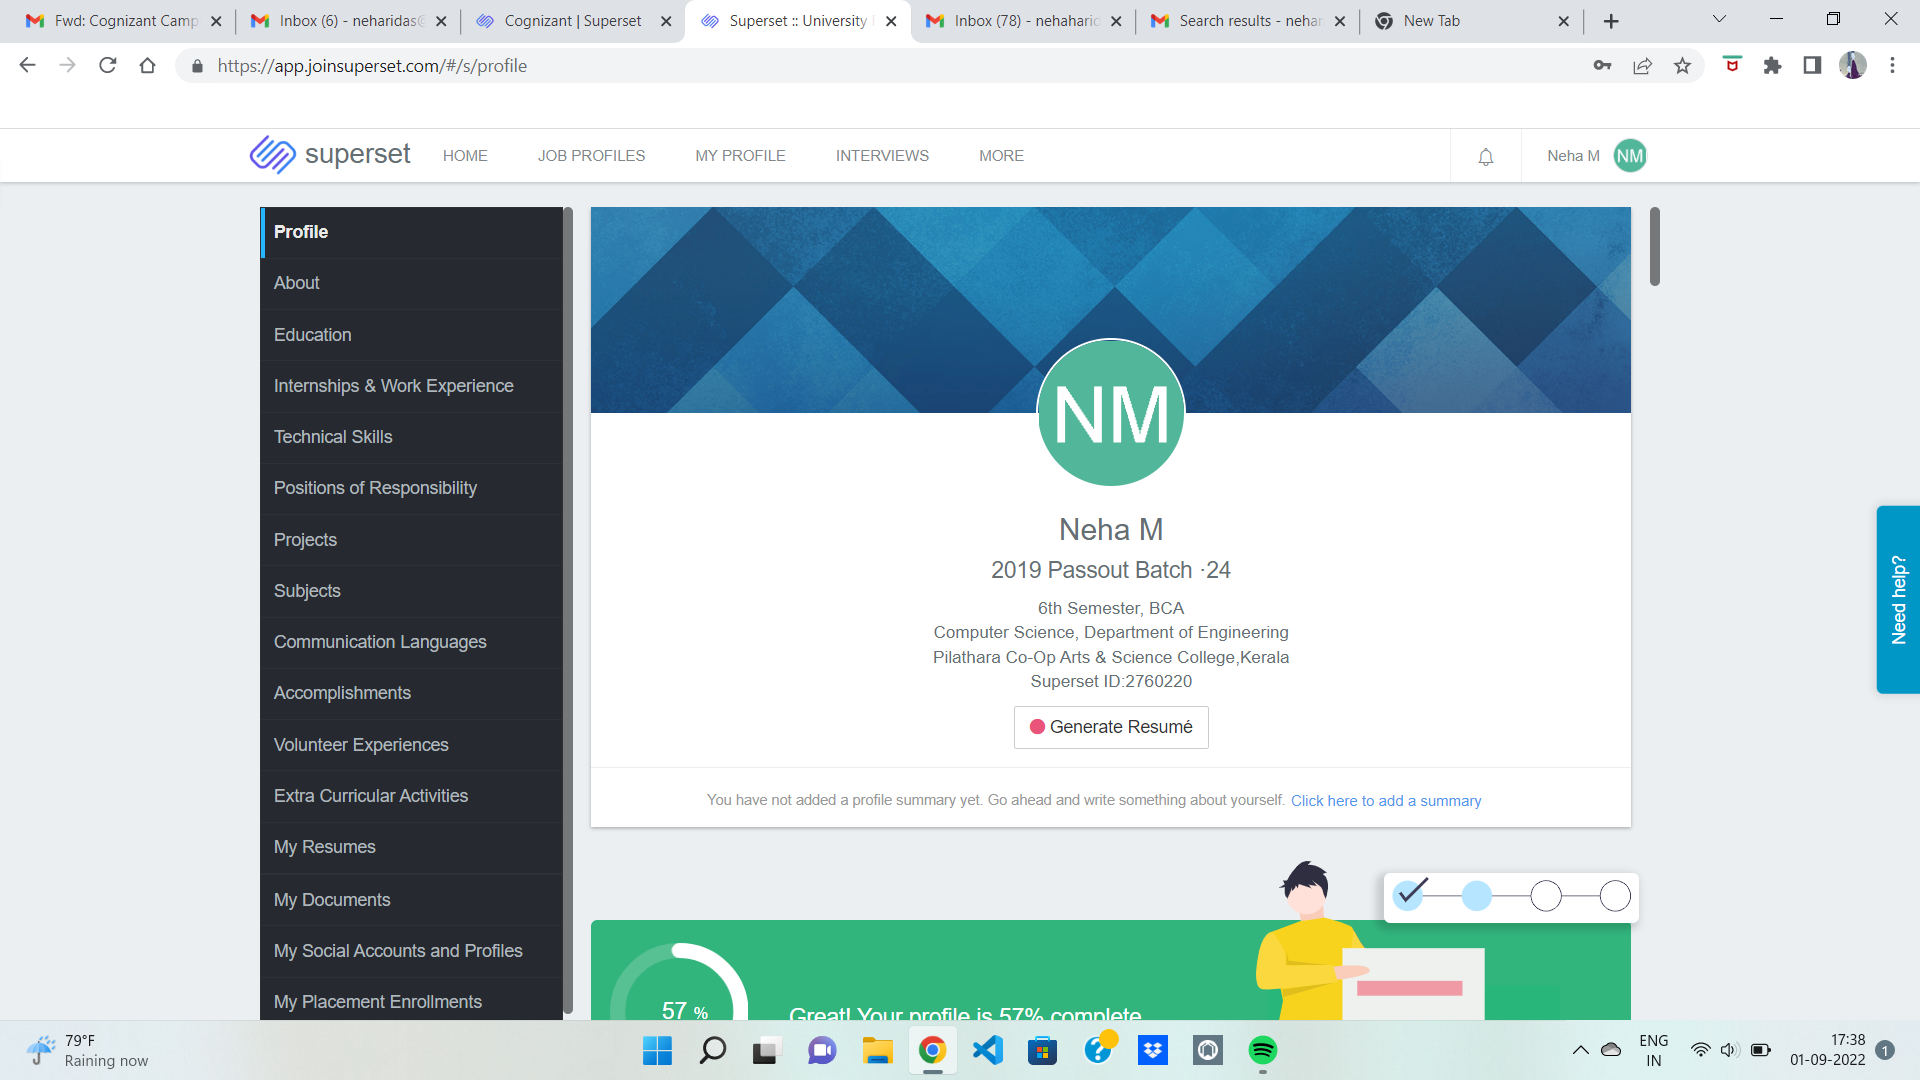 Fwd: Cognizant Camp
Inbox (6) - neharidas@
Cognizant | Superset
Superset :: University
Inbox (78) - nehaharid
Search results - nehar
New Tab
https://app.joinsuperset.com/#/s/profile
superset
HOME
JOB PROFILES
MY PROFILE
INTERVIEWS
MORE
Neha M
NM
Profile
About
Education
Internships & Work Experience
Technical Skills
Positions of Responsibility
Projects
Subjects
Communication Languages
Accomplishments
Volunteer Experiences
Extra Curricular Activities
My Resumes
My Documents
My Social Accounts and Profiles
My Placement Enrollments
NM
Neha M
2019 Passout Batch ·24
6th Semester, BCA
Computer Science, Department of Engineering
Pilathara Co-Op Arts & Science College,Kerala
Superset ID:2760220
Generate Resumé
You have not added a profile summary yet. Go ahead and write something about yourself. Click here to add a summary
57 %
Great! Your profile is 57% complete
Need help?
79°F
Raining now
ENG
IN
17:38
01-09-2022
1